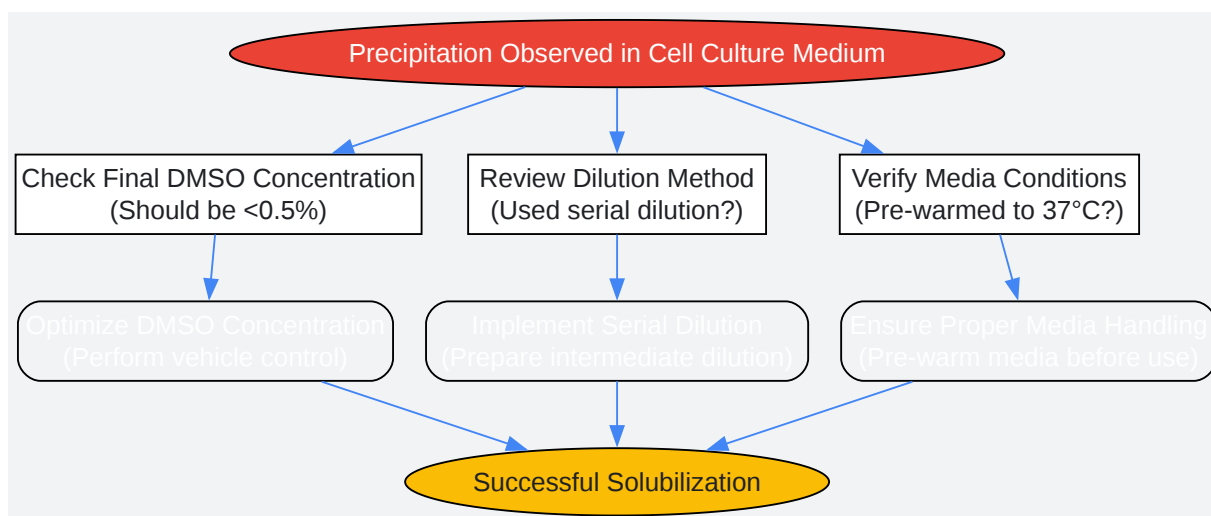 Precipitation Observed in Cell Culture Medium
Check Final DMSO Concentration
(Should be <0.5%)
Review Dilution Method
(Used serial dilution?)
Verify Media Conditions
(Pre-warmed to 37°C?)
Optimize DMSO Concentration
(Perform vehicle control)
Implement Serial Dilution
(Prepare intermediate dilution)
Ensure Proper Media Handling
(Pre-warm media before use)
Successful Solubilization